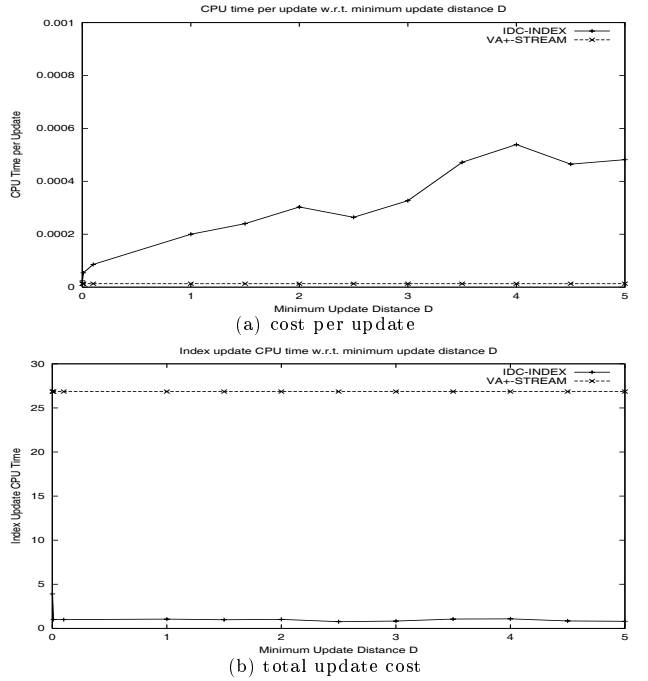 CPU time per update w.r.t. minimum update distance D
0.001
IDC-INDEX
VA+-STREAM
0.0008
0.0006
0.0004
0.0002
0
CPU Time per Update
0 1 2 3 4 5
Minimum Update Distance D
(a) cost per update
Index update CPU time w.r.t. minimum update distance D
30
IDC-INDEX
VA+-STREAM
25
20
15
10
5
0
Index Update CPU Time
0 1 2 3 4 5
Minimum Update Distance D
(b) total update cost